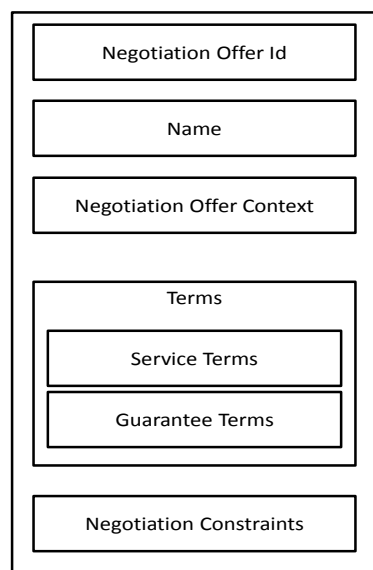 Negotiation Offer Id
Name
Negotiation Offer Context
Terms
Service Terms
Guarantee Terms
Negotiation Constraints